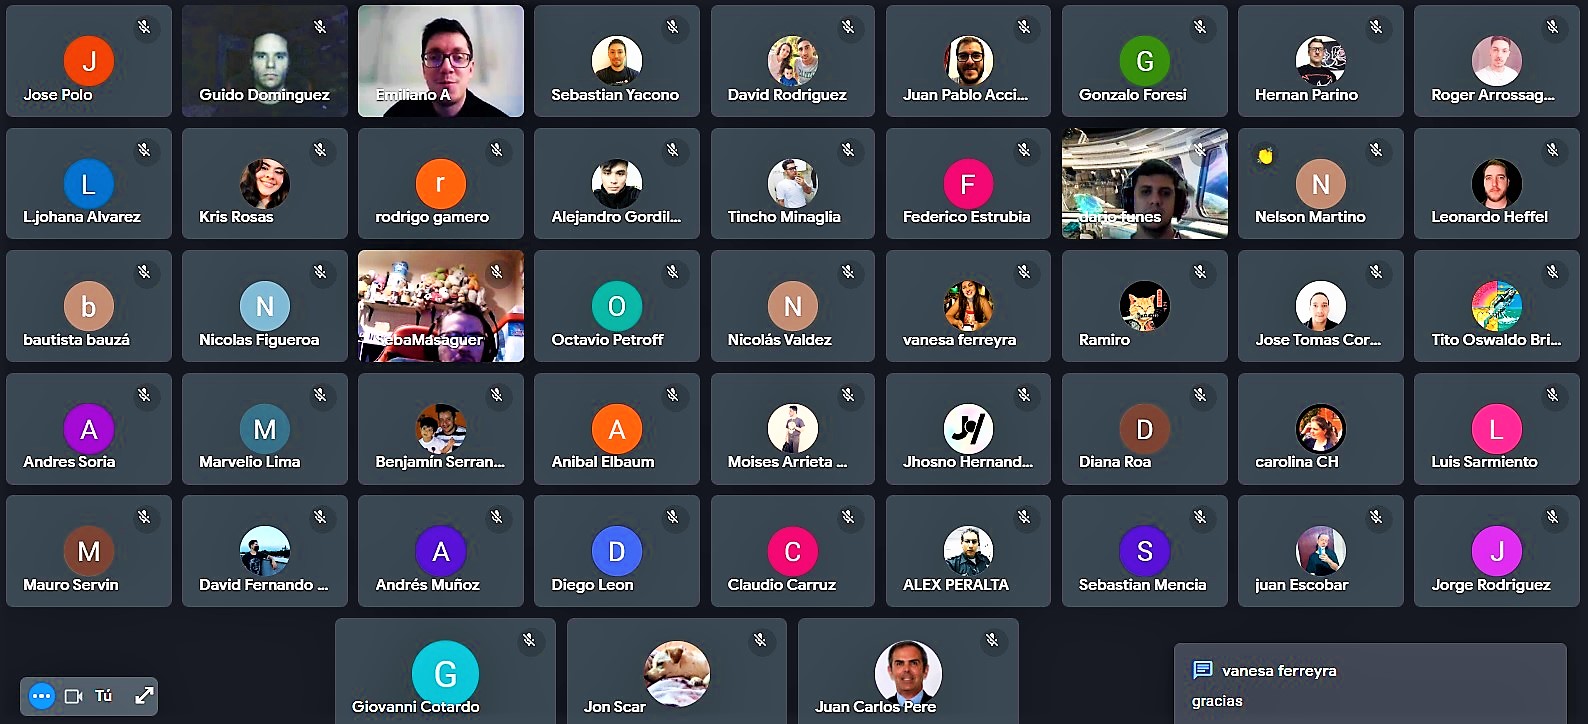 J
Jose Polo
Guido Dominguez
Emiliano A
Sebastian Yacono
David Rodriguez
Juan Pablo Acci...
G
Gonzalo Foresi
Hernan Parino
Roger Arrossag...
L
L.johana Alvarez
Kris Rosas
r
rodrigo gamero
Alejandro Gordil...
Tincho Minaglia
F
Federico Estrubia
dario funes
N
Nelson Martino
Leonardo Heffel
b
bautista bauzá
N
Nicolas Figueroa
SebaMasaguer
O
Octavio Petroff
N
Nicolás Valdez
vanesa ferreyra
Ramiro
Jose Tomas Cor...
Tito Oswaldo Bri...
A
Andres Soria
M
Marvelio Lima
Benjamín Serran...
A
Anibal Elbaum
Moises Arrieta ...
Jhosno Hernand...
D
Diana Roa
carolina CH
L
Luis Sarmiento
M
Mauro Servin
David Fernando ...
A
Andrés Muñoz
D
Diego Leon
C
Claudio Carruz
ALEX PERALTA
S
Sebastian Mencia
juan Escobar
J
Jorge Rodriguez
G
Giovanni Cotardo
Jon Scar
Juan Carlos Pere
Tú
vanesa ferreyra
gracias